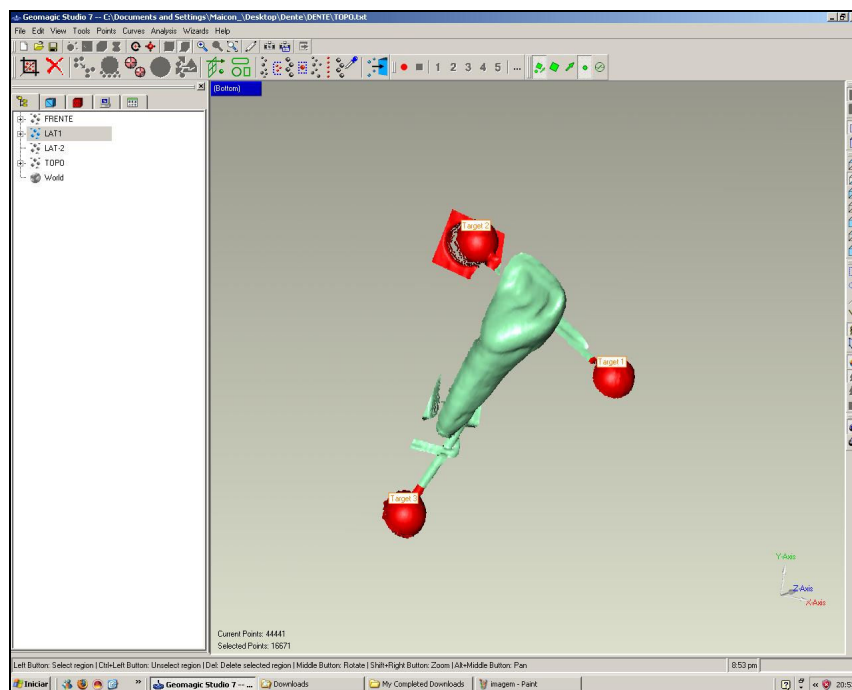 Geomagic Studio 7 -- C:\Documents and Settings\Maicon_\Desktop\Dente\DENTE\TOPO.txt
File Edit View Tools Points Curves Analysis Wizards Help
1 2 3 4 5 ...
(Bottom)
FRENTE
LAT1
LAT-2
TOPO
World
Target 2
Target 1
Target 3
Y-Axis
Z-Axis
X-Axis
Current Points: 44441
Selected Points: 16671
Left Button: Select region | Ctrl+Left Button: Unselect region | Del: Delete selected region | Middle Button: Rotate | Shift+Right Button: Zoom | Alt+Middle Button: Pan
8:53 pm
Iniciar » Geomagic Studio 7 -- ... Downloads My Completed Downloads imagem - Paint «